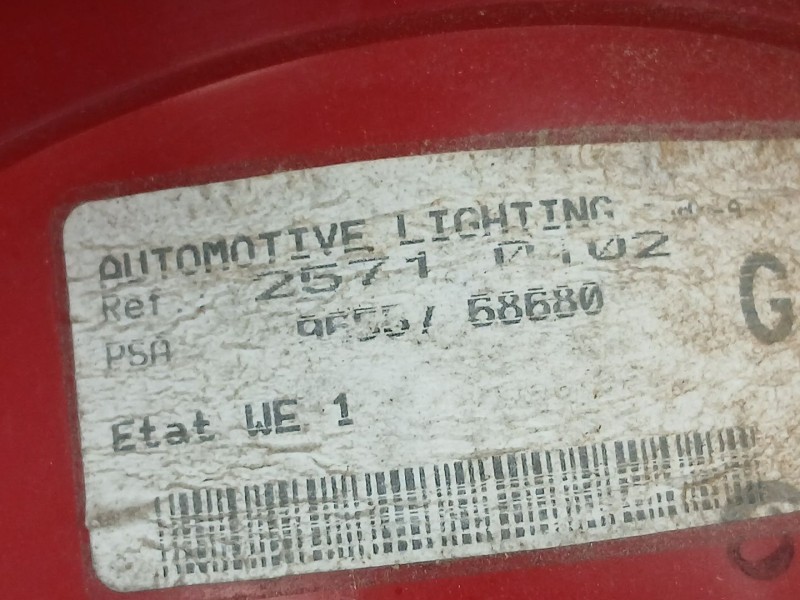 AUTOMOTIVE LIGHTING
Ref. 2571
PSA 68680
G
Etat WE 1